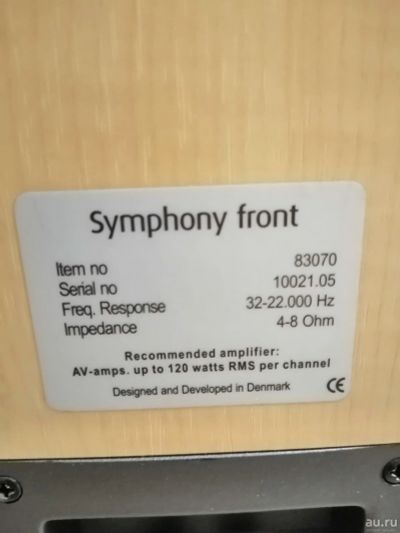 Symphony front
Item no 83070
Serial no 10021.05
Freq. Response 32-22.000 Hz
Impedance 4-8 Ohm
Recommended amplifier:
AV-amps. up to 120 watts RMS per channel
Designed and Developed in Denmark CE
au.ru